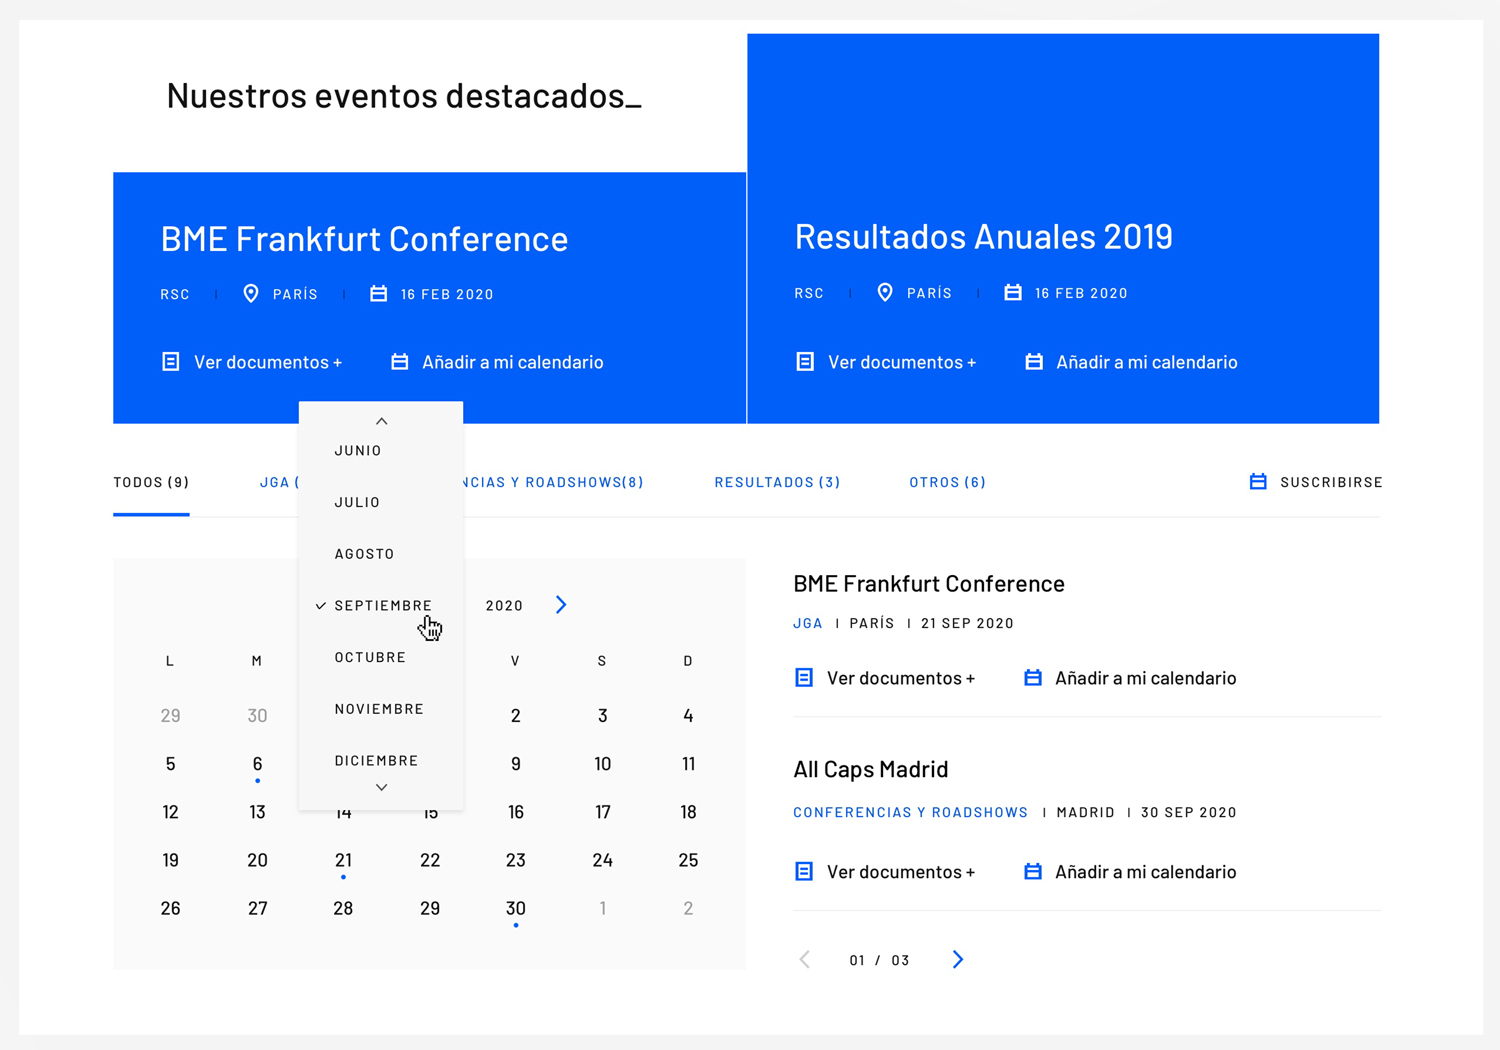 Nuestros eventos destacados_
BME Frankfurt Conference
RSC | PARÍS | 16 FEB 2020
Ver documentos + Añadir a mi calendario
Resultados Anuales 2019
RSC | PARÍS | 16 FEB 2020
Ver documentos + Añadir a mi calendario
TODOS (9) JGA ( NCIAS Y ROADSHOWS(8) RESULTADOS (3) OTROS (6) SUSCRIBIRSE
JUNIO
JULIO
AGOSTO
SEPTIEMBRE
OCTUBRE
NOVIEMBRE
DICIEMBRE
2020
L M V S D
29 30 2 3 4
5 6 9 10 11
12 13 14 15 16 17 18
19 20 21 22 23 24 25
26 27 28 29 30 1 2
BME Frankfurt Conference
JGA | PARÍS | 21 SEP 2020
Ver documentos + Añadir a mi calendario
All Caps Madrid
CONFERENCIAS Y ROADSHOWS | MADRID | 30 SEP 2020
Ver documentos + Añadir a mi calendario
01 / 03